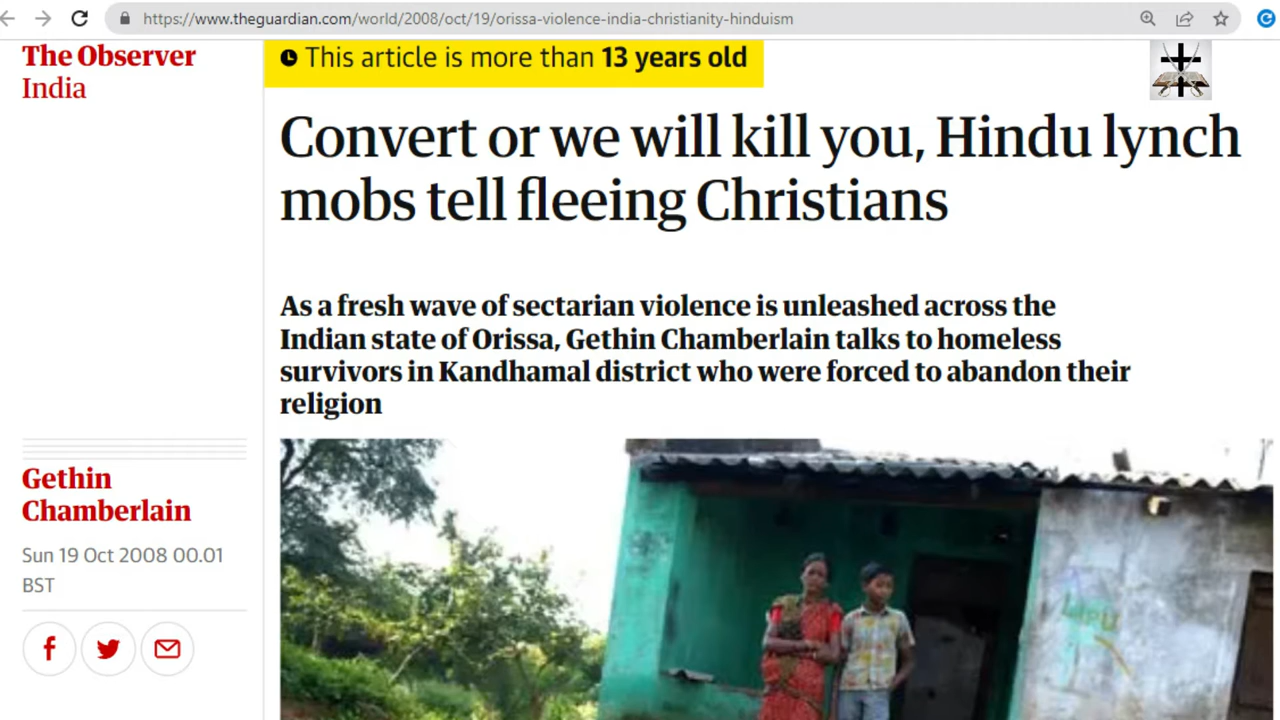 https://www.theguardian.com/world/2008/oct/19/orissa-violence-india-christianity-hinduism
The Observer
India
This article is more than 13 years old
Convert or we will kill you, Hindu lynch
mobs tell fleeing Christians
As a fresh wave of sectarian violence is unleashed across the
Indian state of Orissa, Gethin Chamberlain talks to homeless
survivors in Kandhamal district who were forced to abandon their
religion
Gethin
Chamberlain
Sun 19 Oct 2008 00.01
BST